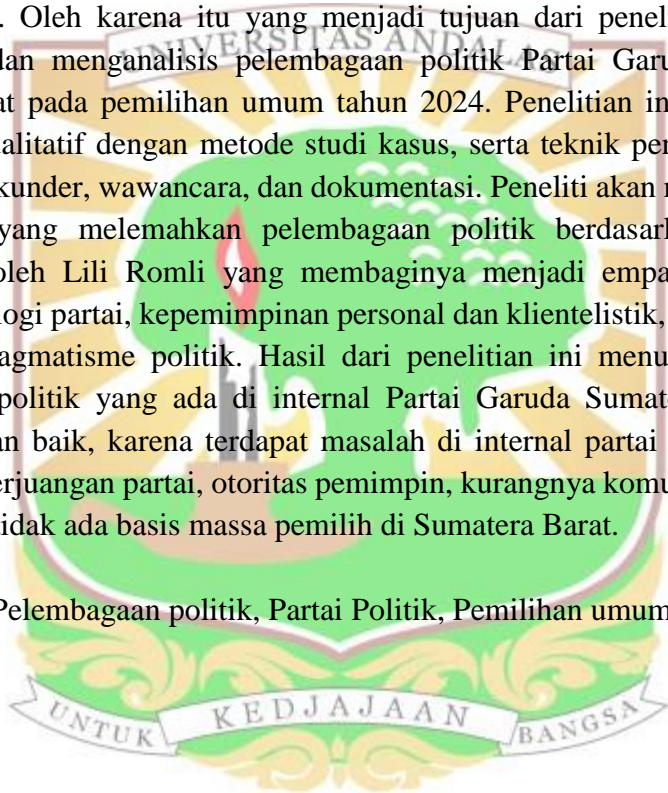 . Oleh karena itu yang menjadi tujuan dari penel
UNIVERSITAS ANDALAS
dan menganalisis pelembagaan politik Partai Garu
at pada pemilihan umum tahun 2024. Penelitian in
alitatif dengan metode studi kasus, serta teknik per
kunder, wawancara, dan dokumentasi. Peneliti akan
yang melemahkan pelembagaan politik berdasark
oleh Lili Romli yang membaginya menjadi empa
logi partai, kepemimpinan personal dan klientelistik,
agmatisme politik. Hasil dari penelitian ini menu
politik yang ada di internal Partai Garuda Sumate
an baik, karena terdapat masalah di internal partai
erjuangan partai, otoritas pemimpin, kurangnya komu
tidak ada basis massa pemilih di Sumatera Barat.
Pelembagaan politik, Partai Politik, Pemilihan umum
UNTUK KEDJAJAAN BANGSA